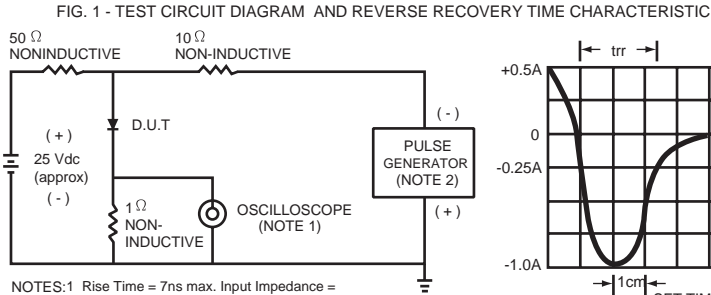 FIG. 1 - TEST CIRCUIT DIAGRAM AND REVERSE RECOVERY TIME CHARACTERISTIC
50 Ω
NONINDUCTIVE
10 Ω
NON-INDUCTIVE
D.U.T
( + )
25 Vdc
(approx)
( - )
1 Ω
NON-
INDUCTIVE
OSCILLOSCOPE
(NOTE 1)
( - )
PULSE
GENERATOR
(NOTE 2)
( + )
trr
+0.5A
0
-0.25A
-1.0A
1cm
NOTES:1 Rise Time = 7ns max. Input Impedance =